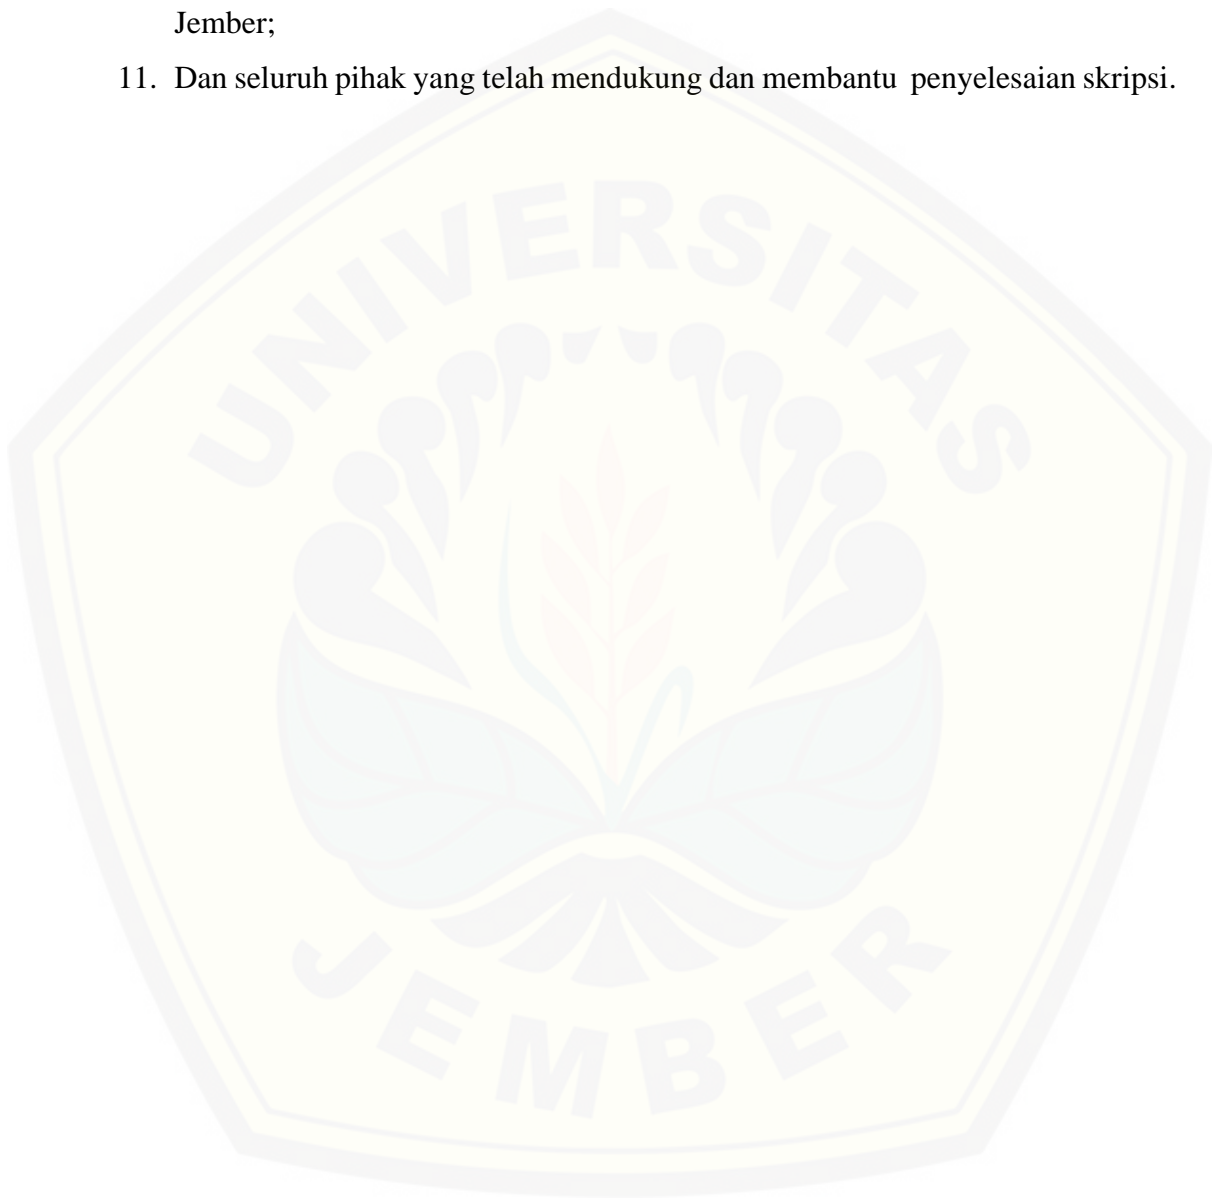 Jember;
11. Dan seluruh pihak yang telah mendukung dan membantu penyelesaian skripsi.
UNIVERSITAS
JEMBER